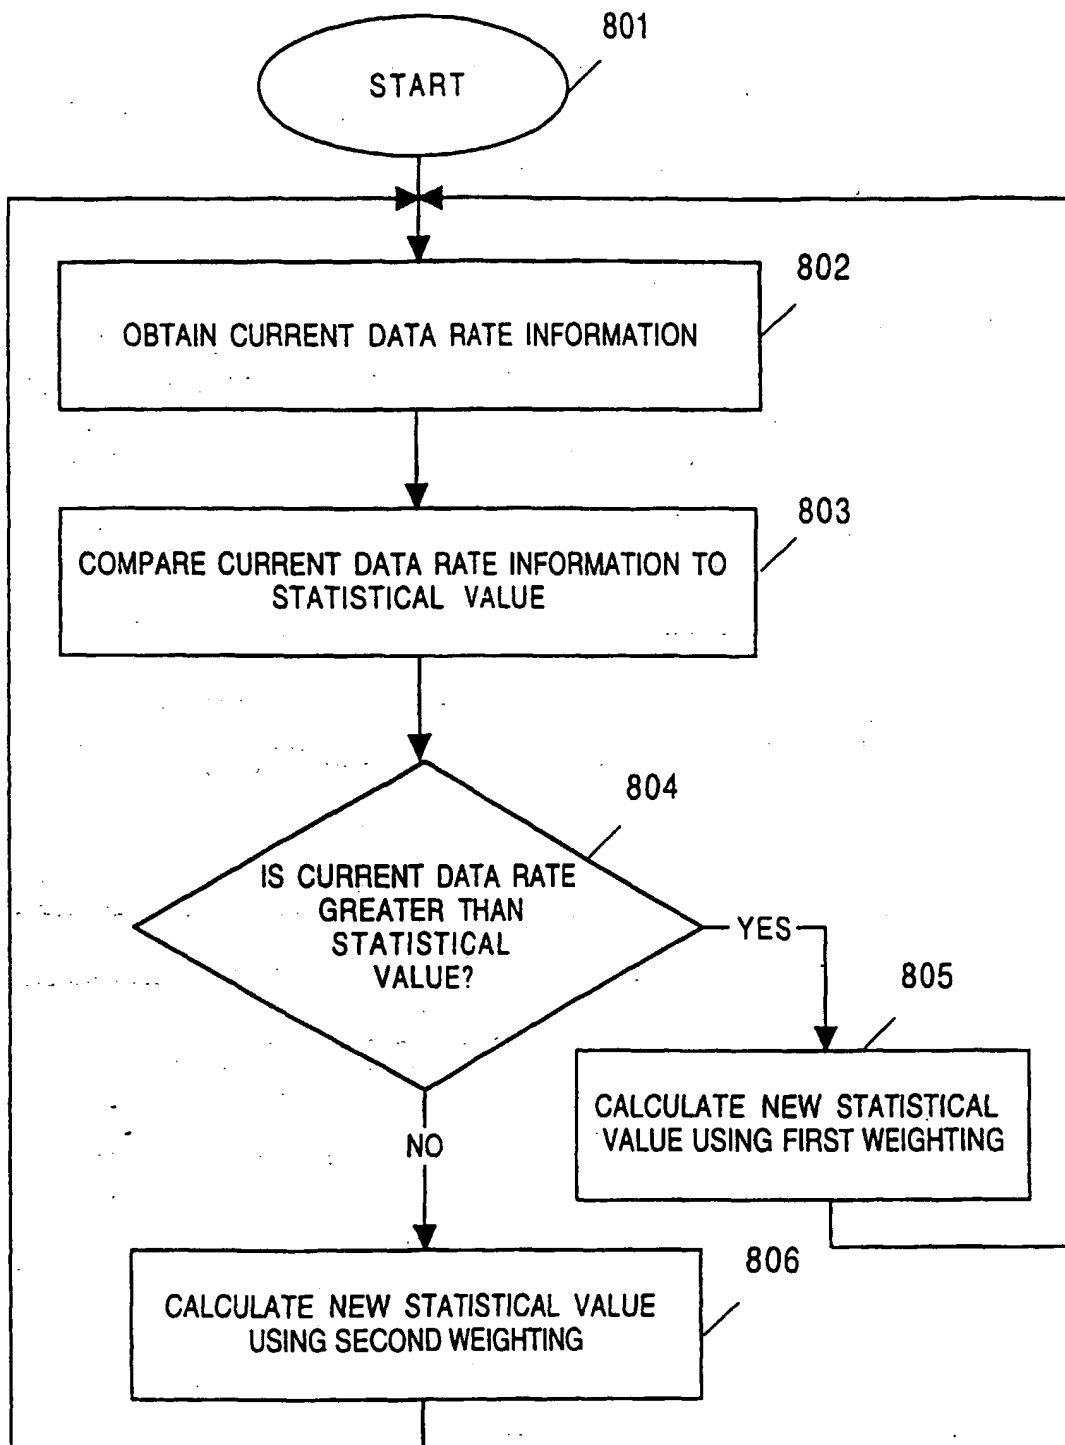 801
START
802
OBTAIN CURRENT DATA RATE INFORMATION
803
COMPARE CURRENT DATA RATE INFORMATION TO
STATISTICAL VALUE
804
IS CURRENT DATA RATE
GREATER THAN
STATISTICAL
VALUE?
YES
805
CALCULATE NEW STATISTICAL
VALUE USING FIRST WEIGHTING
NO
806
CALCULATE NEW STATISTICAL VALUE
USING SECOND WEIGHTING